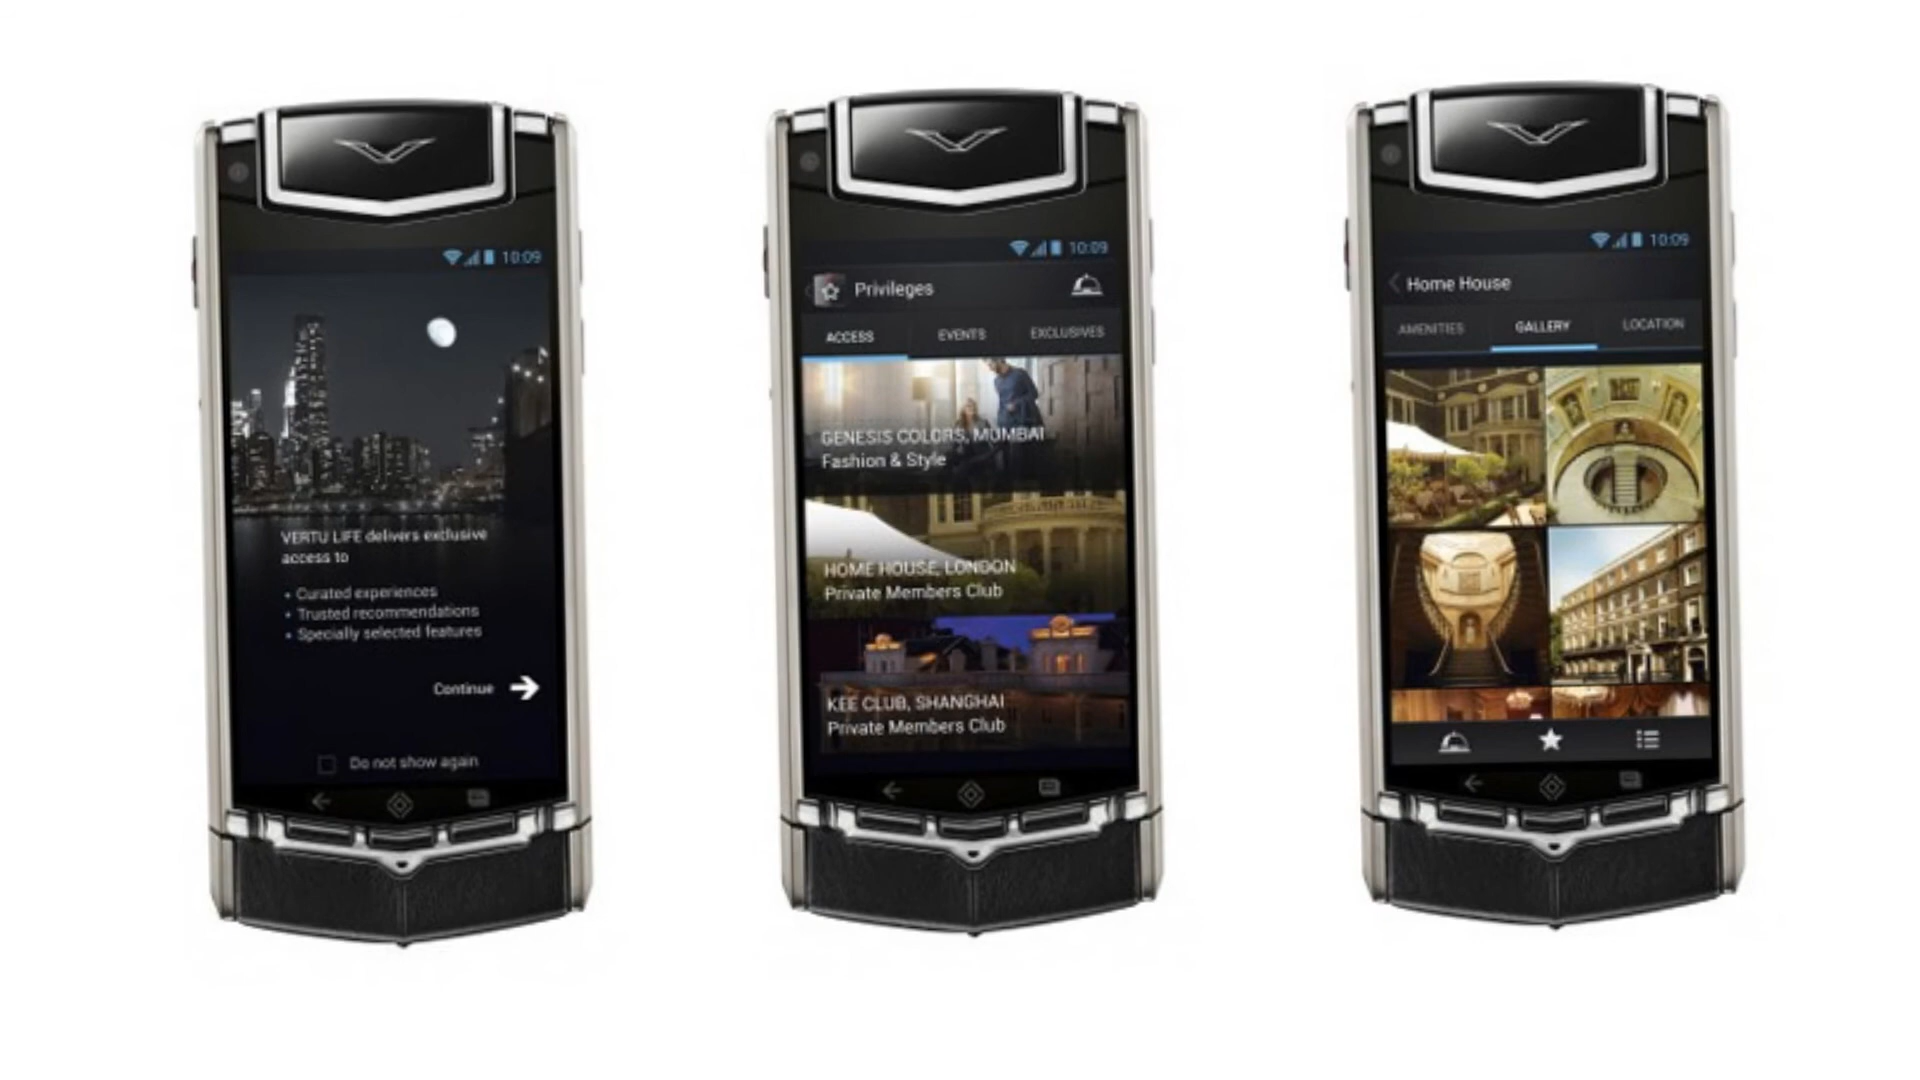 10:09
VERTU LIFE delivers exclusive
access to
• Curated experiences
• Trusted recommendations
• Specially selected features
Continue
Do not show again
10:09
Privileges
ACCESS EVENTS EXCLUSIVES
GENESIS COLORS, MUMBAI
Fashion & Style
HOME HOUSE, LONDON
Private Members Club
KEE CLUB, SHANGHAI
Private Members Club
10:09
Home House
AMENITIES GALLERY LOCATION